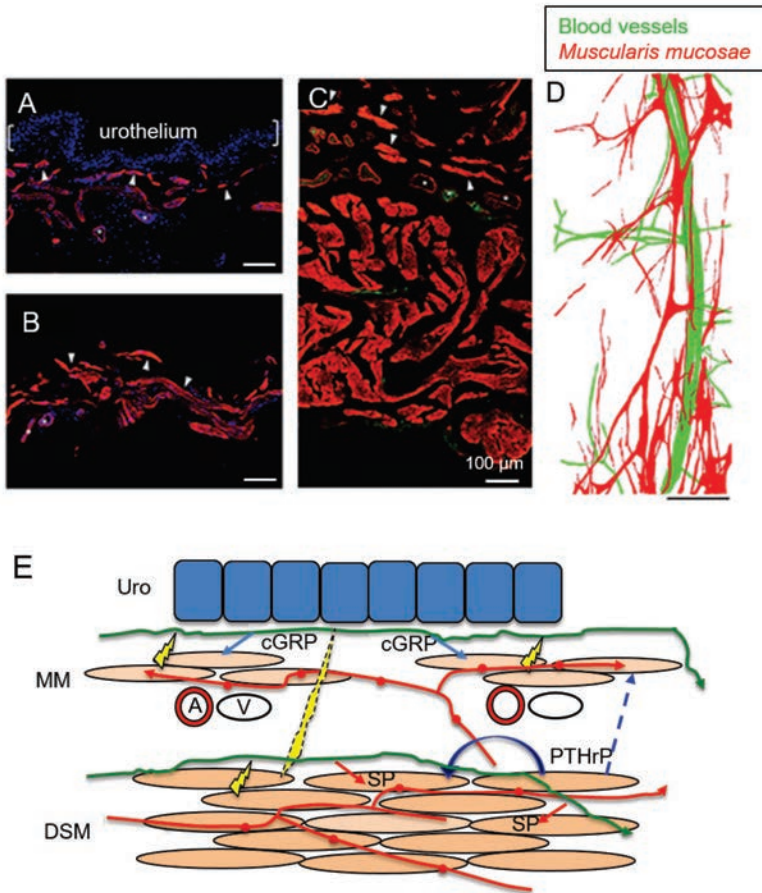 Blood vessels
Muscularis mucosae
A
urothelium
B
C
100 µm
D
E
Uro
cGRP
cGRP
MM
A
V
PTHrP
SP
DSM
SP